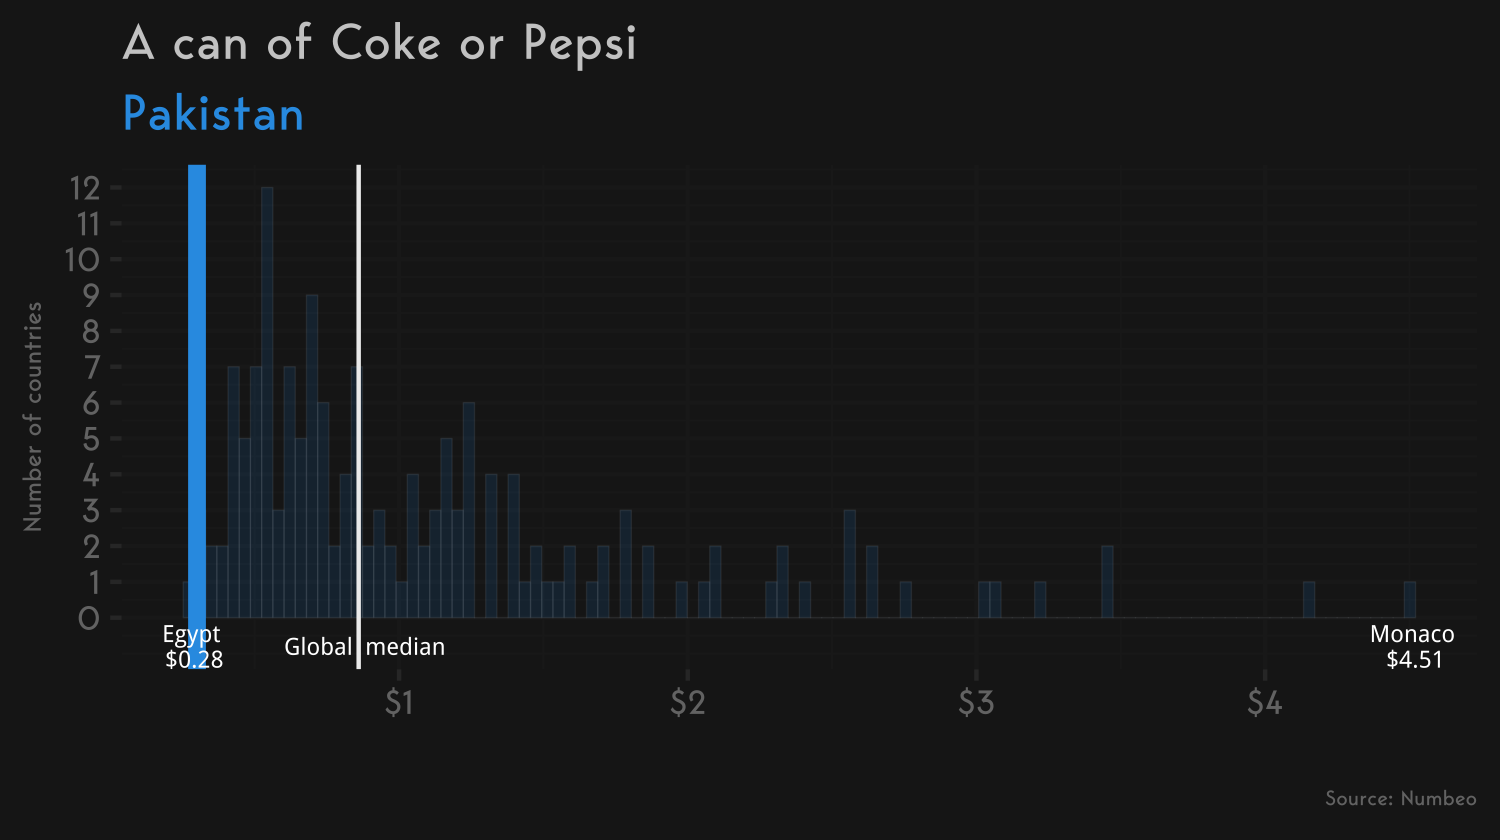 A can of Coke or Pepsi
Pakistan
Number of countries
12
11
10
9
8
7
6
5
4
3
2
1
0
Egypt
$0.28
Global median
Monaco
$4.51
$1
$2
$3
$4
Source: Numbeo